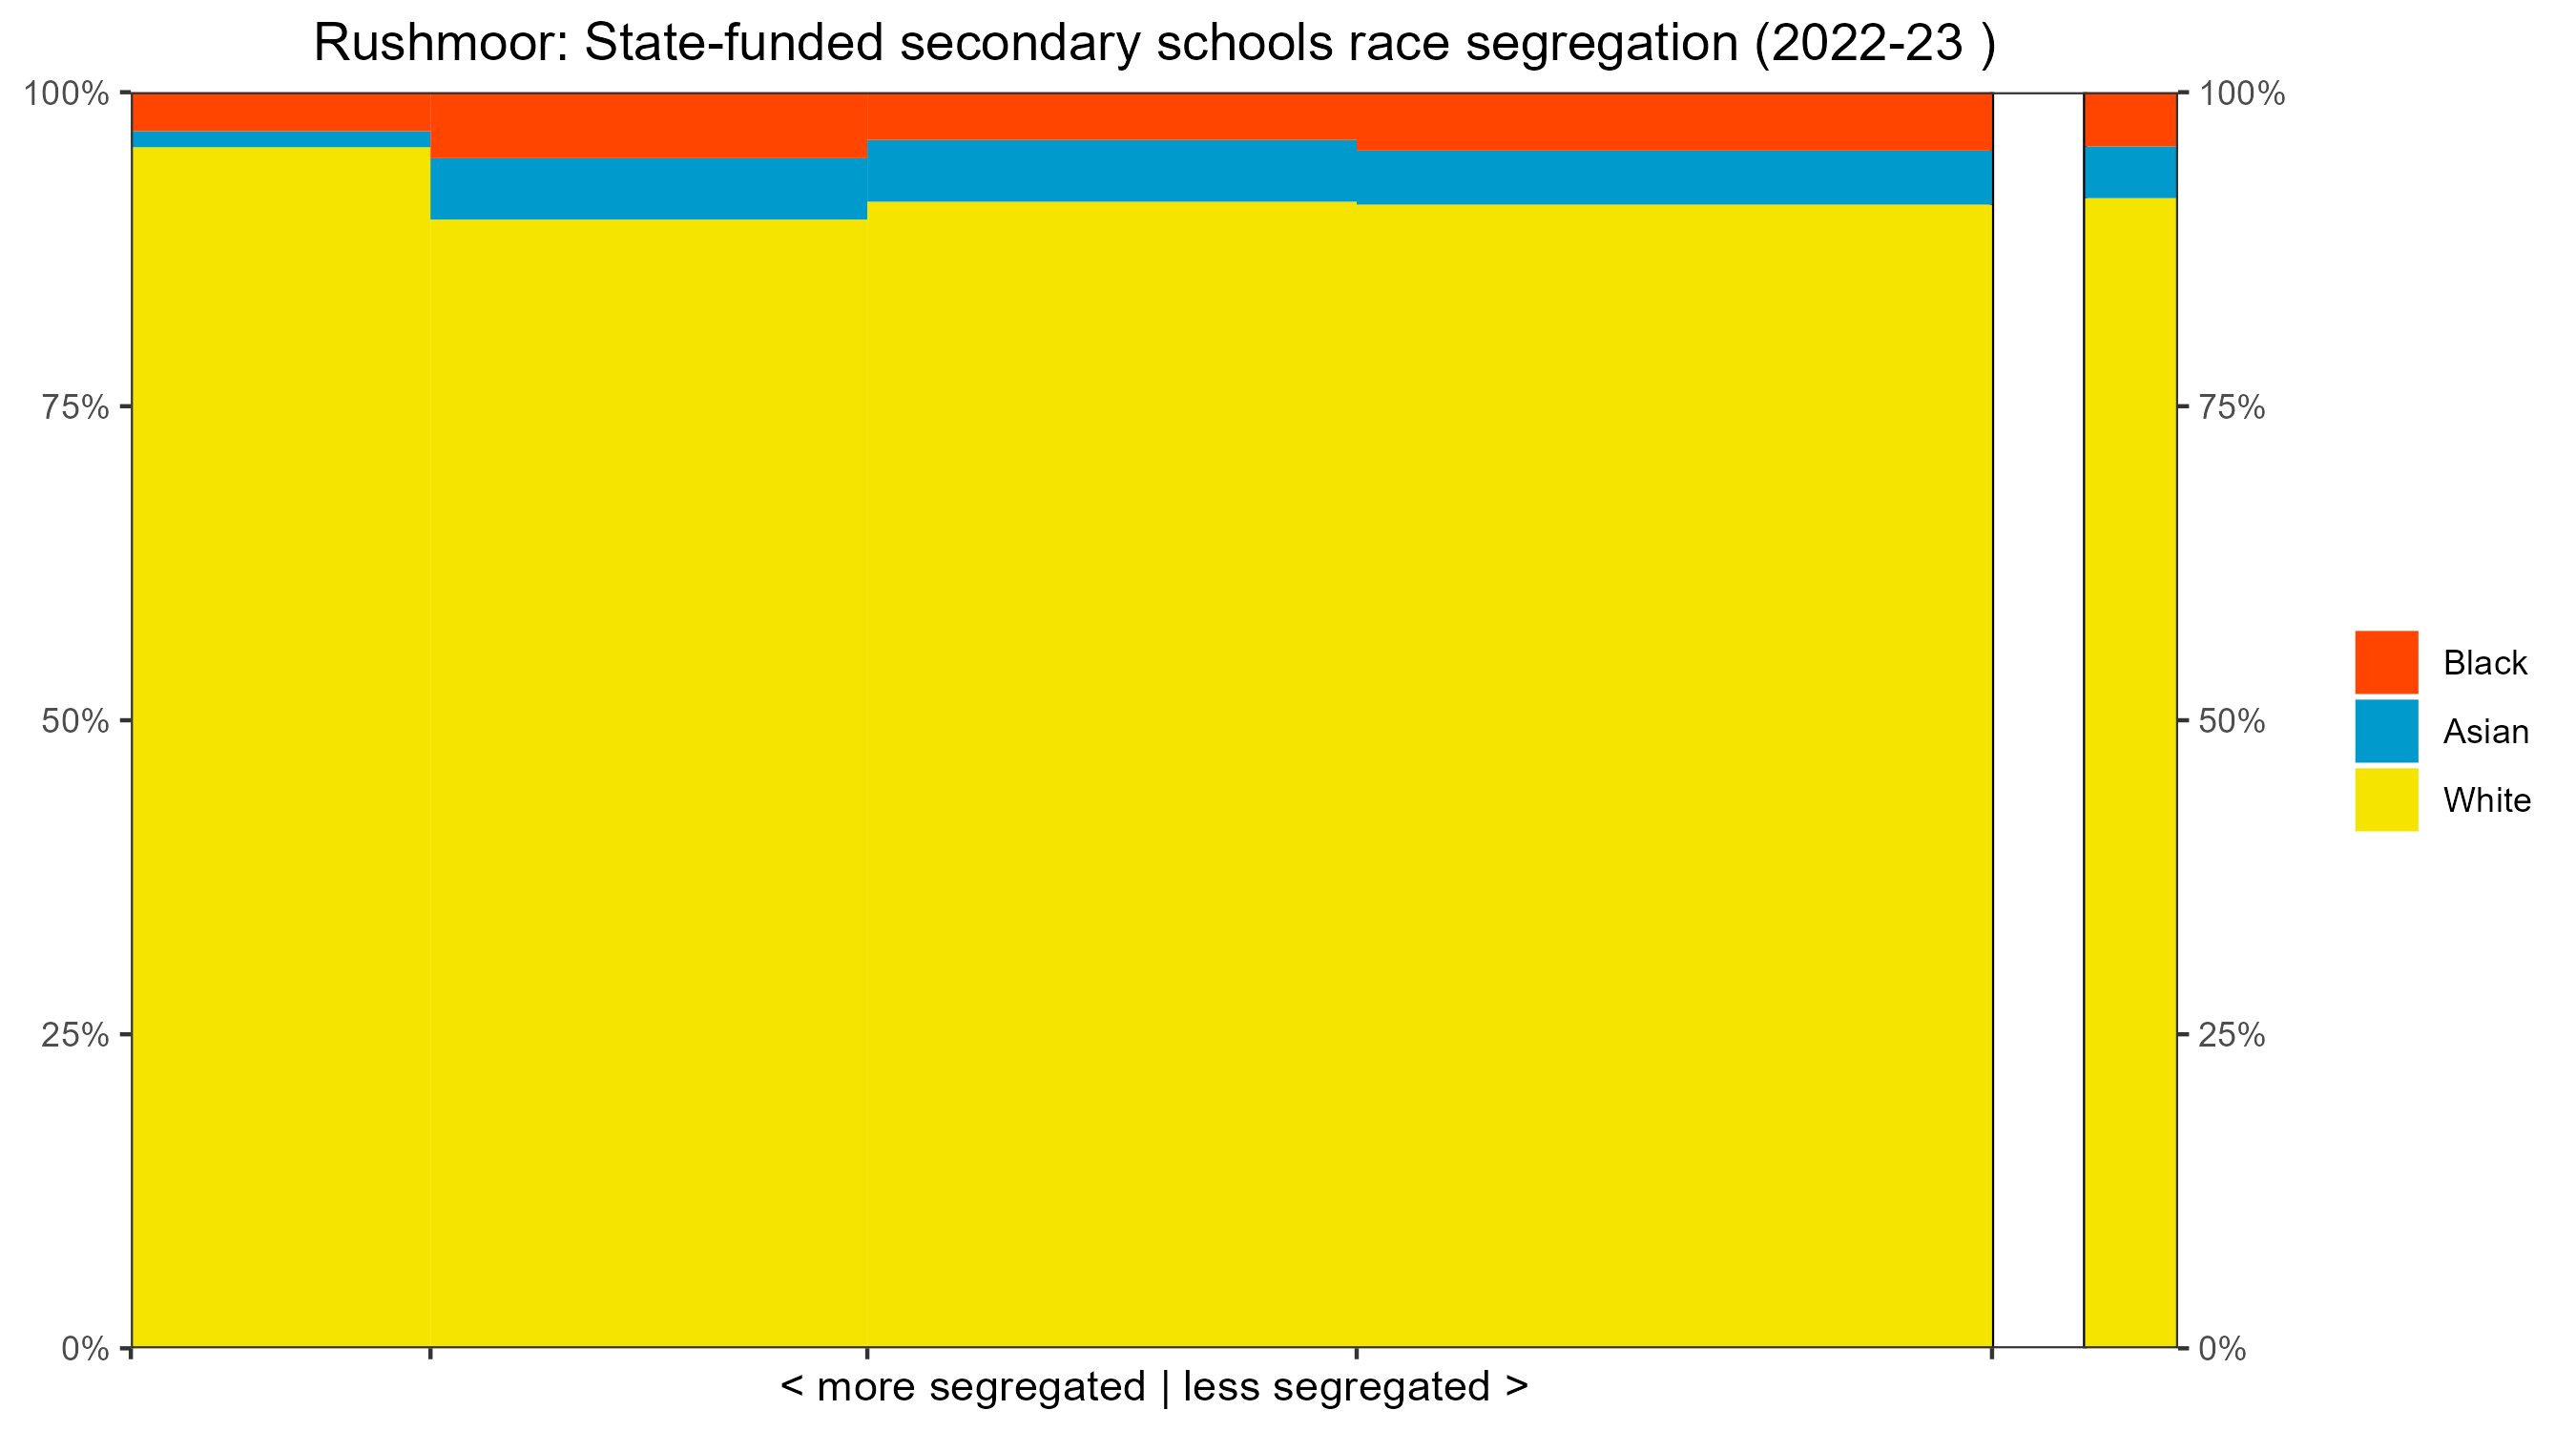 Rushmoor: State-funded secondary schools race segregation (2022-23 )
100%
75%
50%
25%
0%
100%
75%
50%
25%
0%
Black
Asian
White
< more segregated | less segregated >